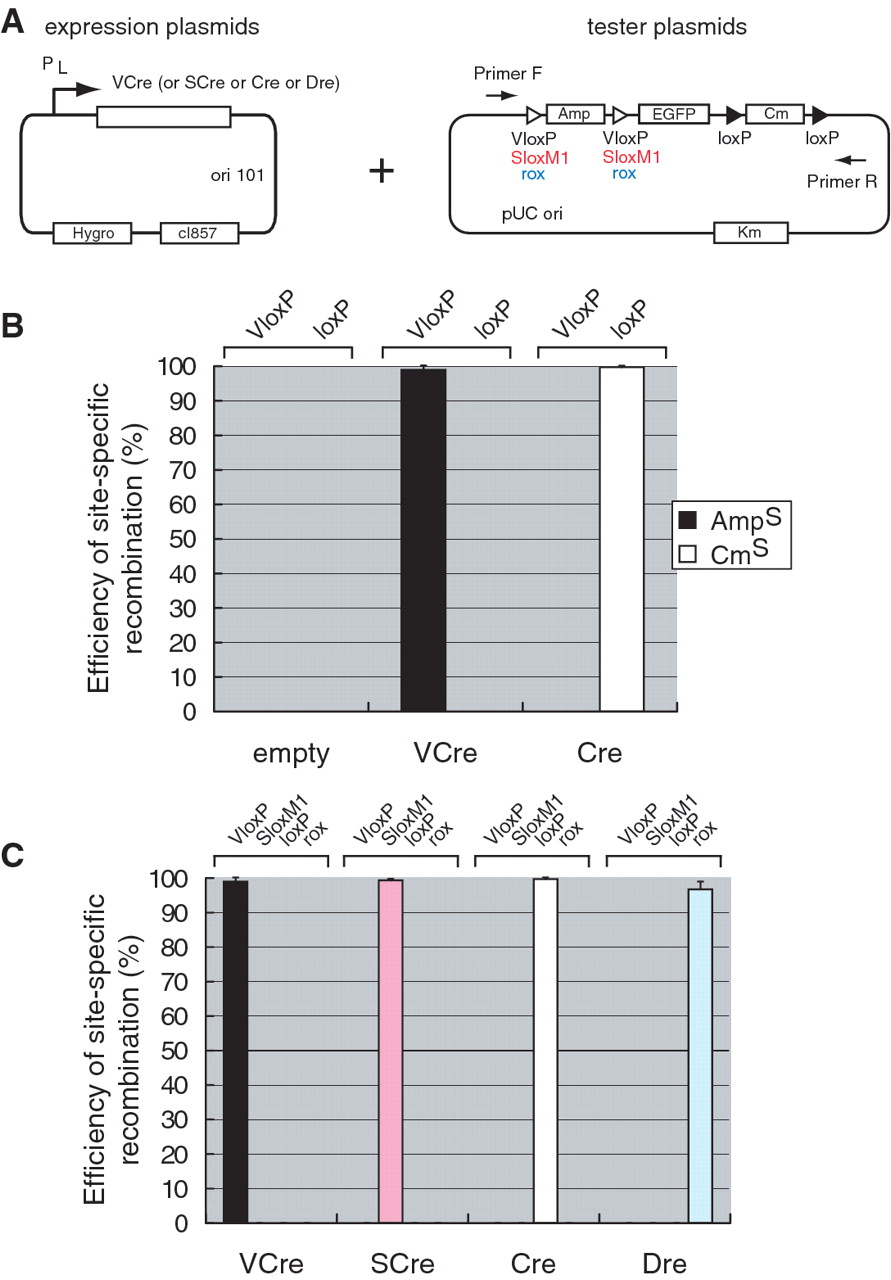 A
expression plasmids
tester plasmids
P L
VCre (or SCre or Cre or Dre)
ori 101
Hygro
cI857
+
Primer F
Amp
EGFP
Cm
VloxP
VloxP
loxP
loxP
SloxM1
SloxM1
rox
rox
Primer R
pUC ori
Km
B
VloxP
loxP
VloxP
loxP
VloxP
loxP
Efficiency of site-specific
recombination (%)
100
90
80
70
60
50
40
30
20
10
0
AmpS
CmS
empty
VCre
Cre
C
VloxP
SloxM1
loxP
rox
VloxP
SloxM1
loxP
rox
VloxP
SloxM1
loxP
rox
VloxP
SloxM1
loxP
rox
Efficiency of site-specific
recombination (%)
100
90
80
70
60
50
40
30
20
10
0
VCre
SCre
Cre
Dre